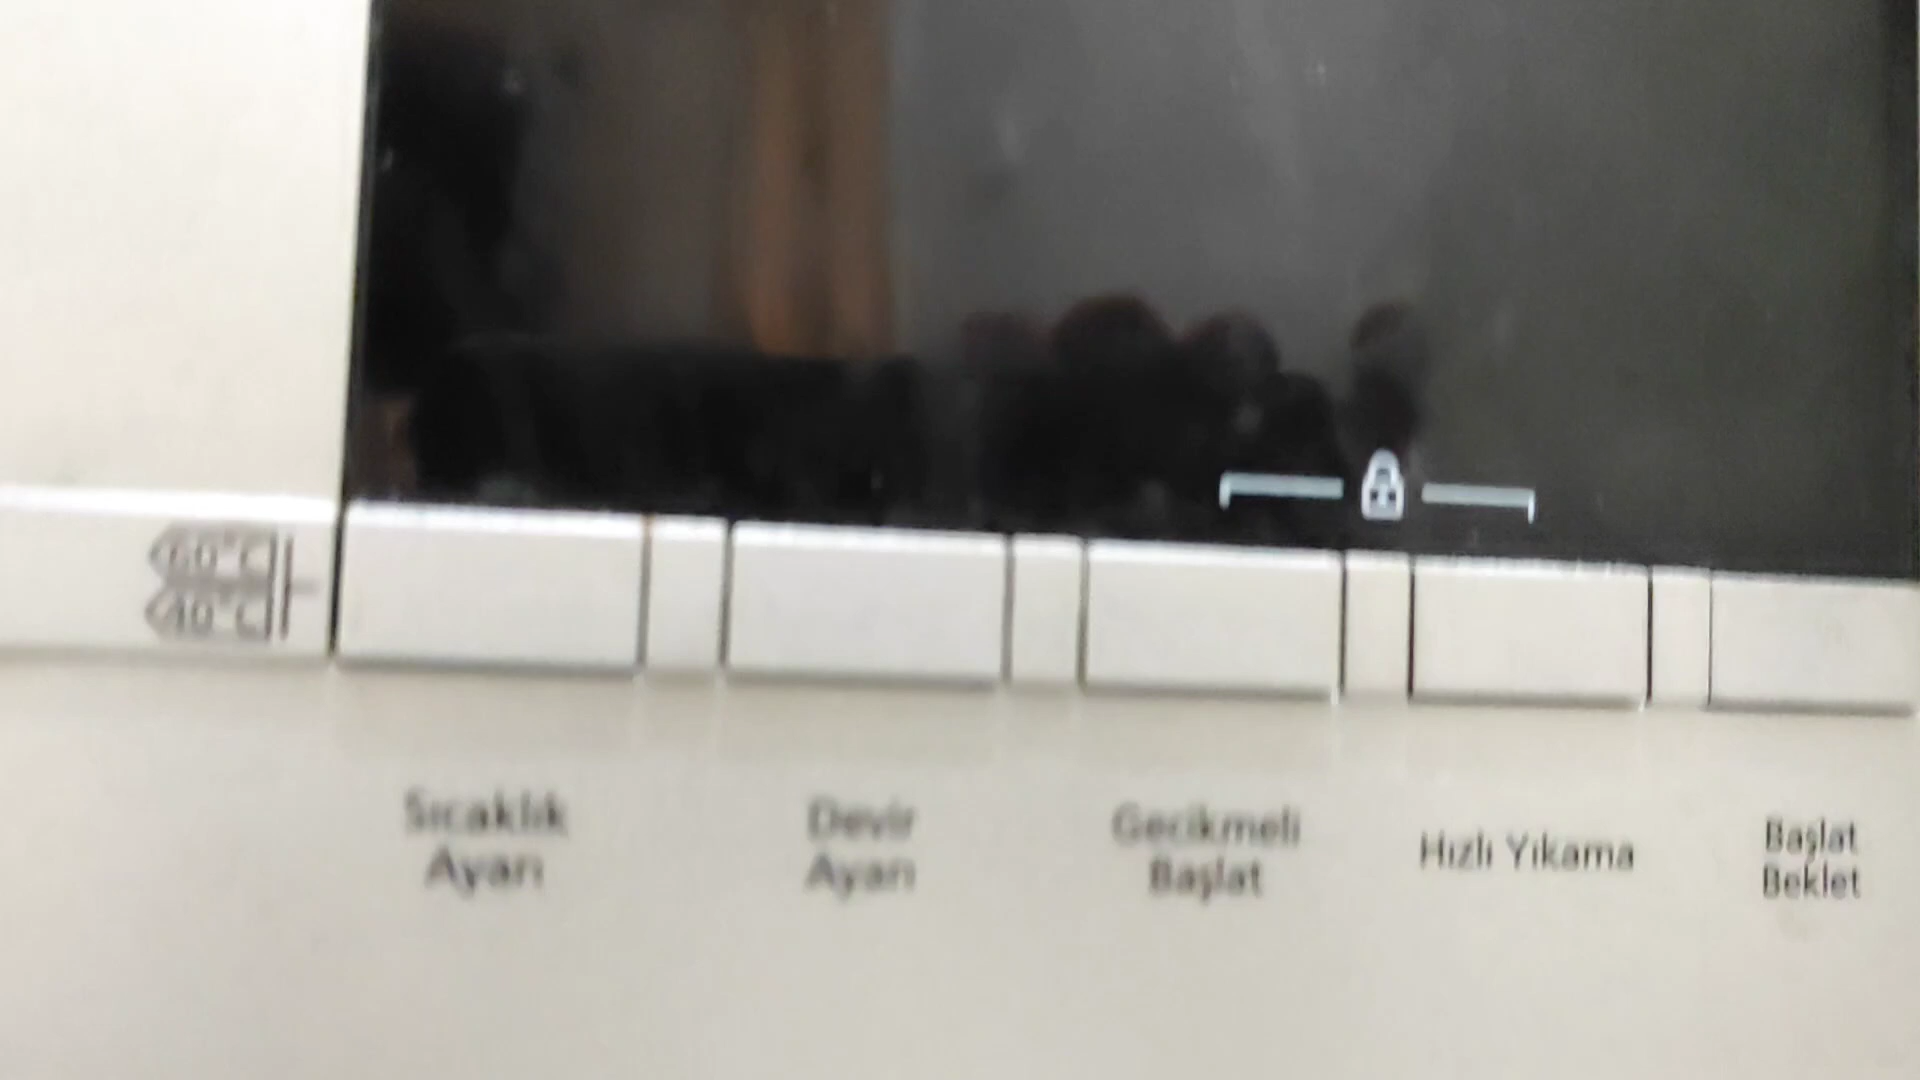 60°C
40°C
Sıcaklık
Ayarı
Devir
Ayarı
Gecikmeli
Başlat
Hızlı Yıkama
Başlat
Beklet